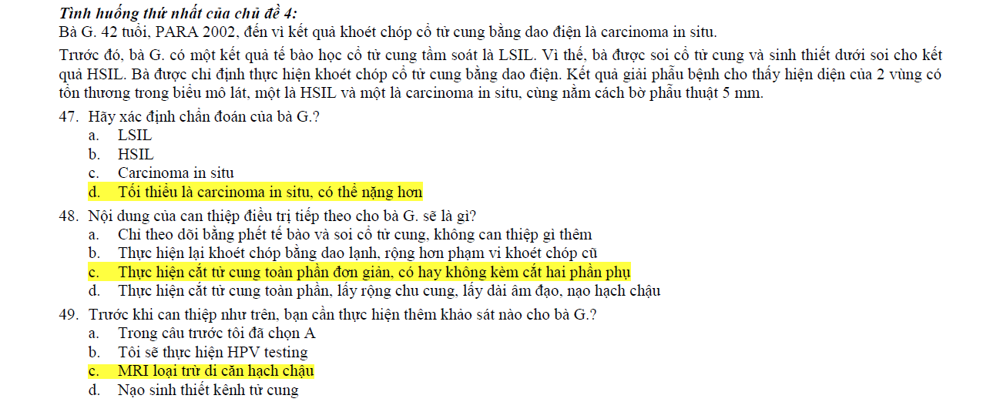 Tình huống thứ nhất của chủ đề 4:
Bà G. 42 tuổi, PARA 2002, đến vì kết quả khoét chóp cổ tử cung bằng dao điện là carcinoma in situ.
Trước đó, bà G. có một kết quả tế bào học cổ tử cung tầm soát là LSIL. Vì thế, bà được soi cổ tử cung và sinh thiết dưới soi cho kết
quả HSIL. Bà được chỉ định thực hiện khoét chóp cổ tử cung bằng dao điện. Kết quả giải phẫu bệnh cho thấy hiện diện của 2 vùng có
tổn thương trong biểu mô lát, một là HSIL và một là carcinoma in situ, cùng nằm cách bờ phẫu thuật 5 mm.
47. Hãy xác định chẩn đoán của bà G.?
a. LSIL
b. HSIL
c. Carcinoma in situ
d. Tối thiểu là carcinoma in situ, có thể nặng hơn
48. Nội dung của can thiệp điều trị tiếp theo cho bà G. sẽ là gì?
a. Chỉ theo dõi bằng phết tế bào và soi cổ tử cung, không can thiệp gì thêm
b. Thực hiện lại khoét chóp bằng dao lạnh, rộng hơn phạm vi khoét chóp cũ
c. Thực hiện cắt tử cung toàn phần đơn giản, có hay không kèm cắt hai phần phụ
d. Thực hiện cắt tử cung toàn phần, lấy rộng chu cung, lấy dài âm đạo, nạo hạch chậu
49. Trước khi can thiệp như trên, bạn cần thực hiện thêm khảo sát nào cho bà G.?
a. Trong câu trước tôi đã chọn A
b. Tôi sẽ thực hiện HPV testing
c. MRI loại trừ di căn hạch chậu
d. Nạo sinh thiết kênh tử cung